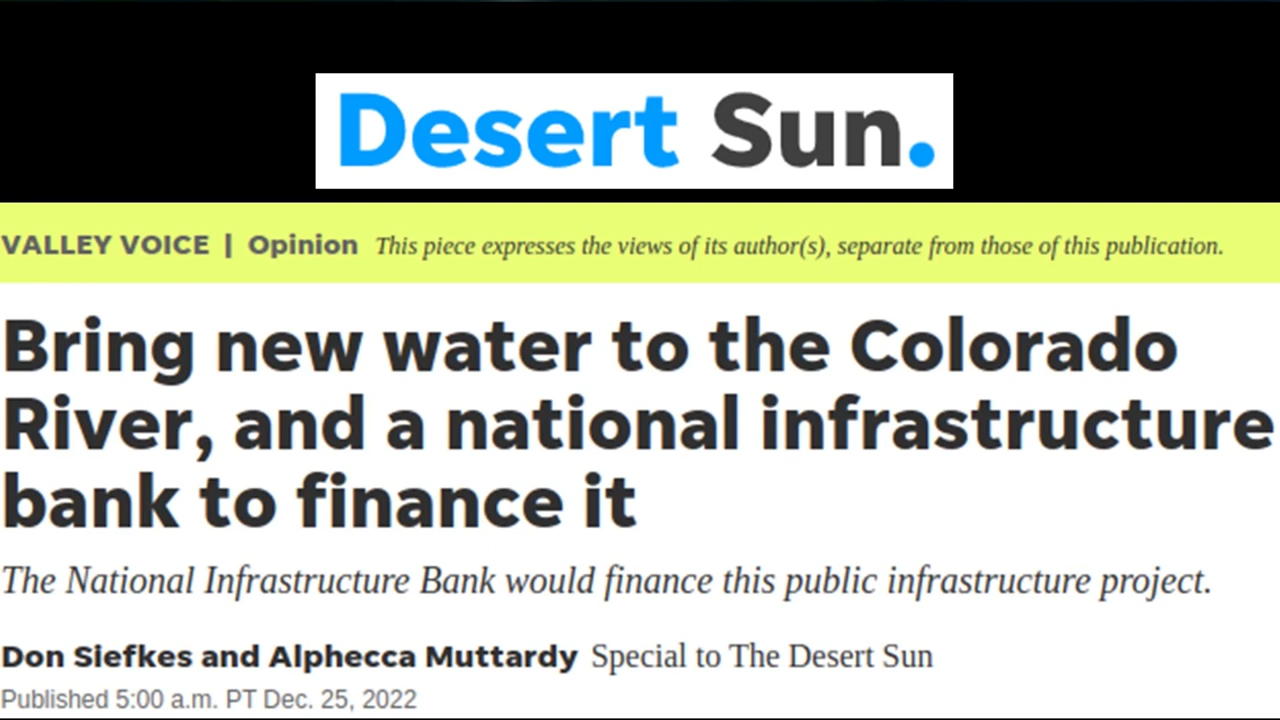 Desert Sun.
VALLEY VOICE | Opinion This piece expresses the views of its author(s), separate from those of this publication.
Bring new water to the Colorado
River, and a national infrastructure
bank to finance it
The National Infrastructure Bank would finance this public infrastructure project.
Don Siefkes and Alphecca Muttardy Special to The Desert Sun
Published 5:00 a.m. PT Dec. 25, 2022